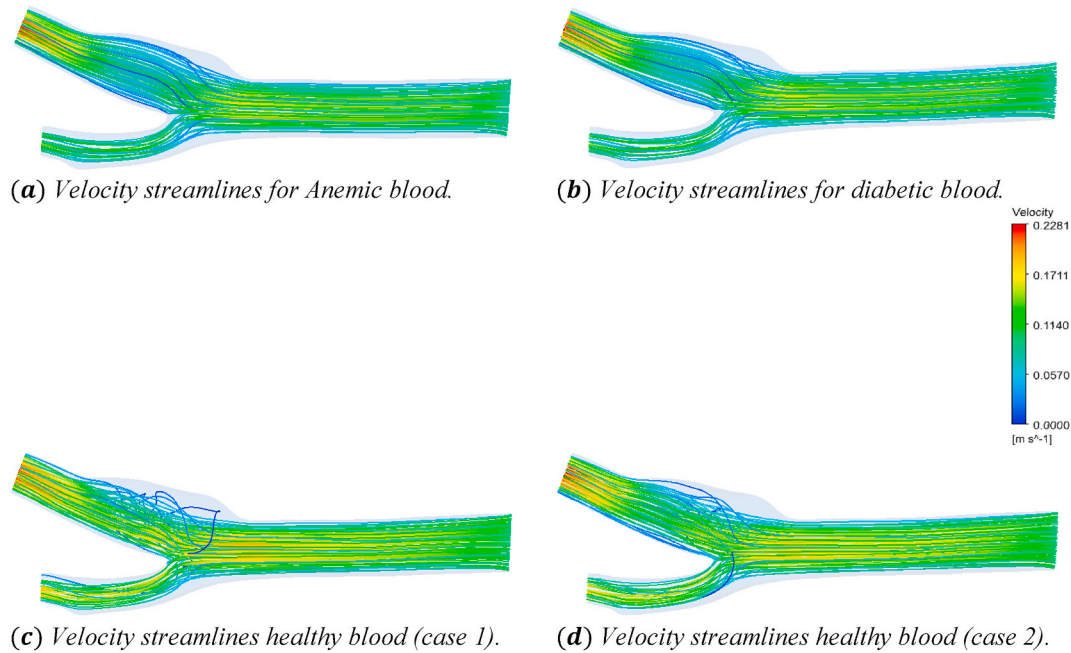 (a) Velocity streamlines for Anemic blood.
(b) Velocity streamlines for diabetic blood.
Velocity
0.2281
0.1711
0.1140
0.0570
0.0000
[m s^-1]
(c) Velocity streamlines healthy blood (case 1).
(d) Velocity streamlines healthy blood (case 2).